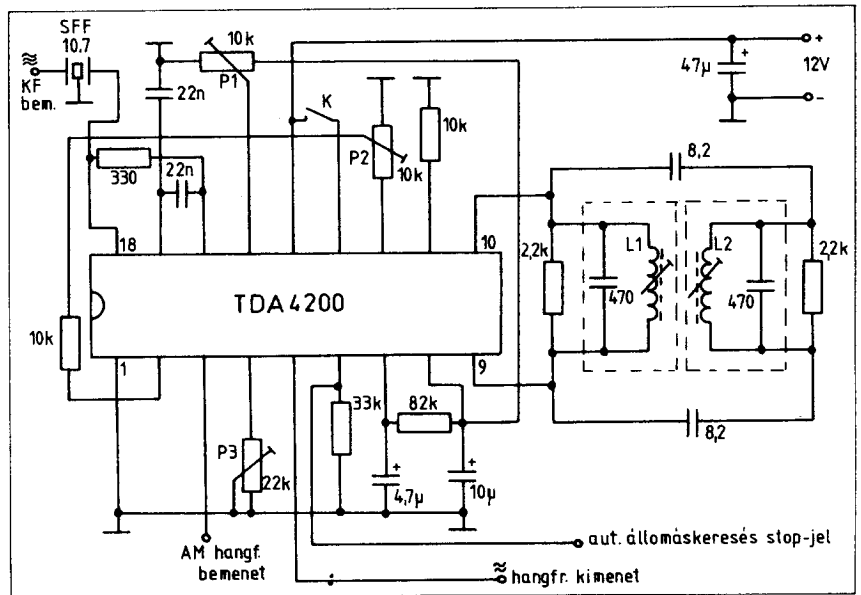 SFF
10.7
≋
KF
bem.
22n
10k
P1
K
47µ
+
+
12V
-
330
22n
P2
10k
10k
8,2
18
10
TDA4200
1
9
10k
2,2k
470
L1
L2
470
2,2k
8,2
P3
22k
33k
82k
+
4,7µ
+
10µ
AM hangf.
bemenet
aut. állomáskeresés stop-jel
≋ hangfr. kimenet